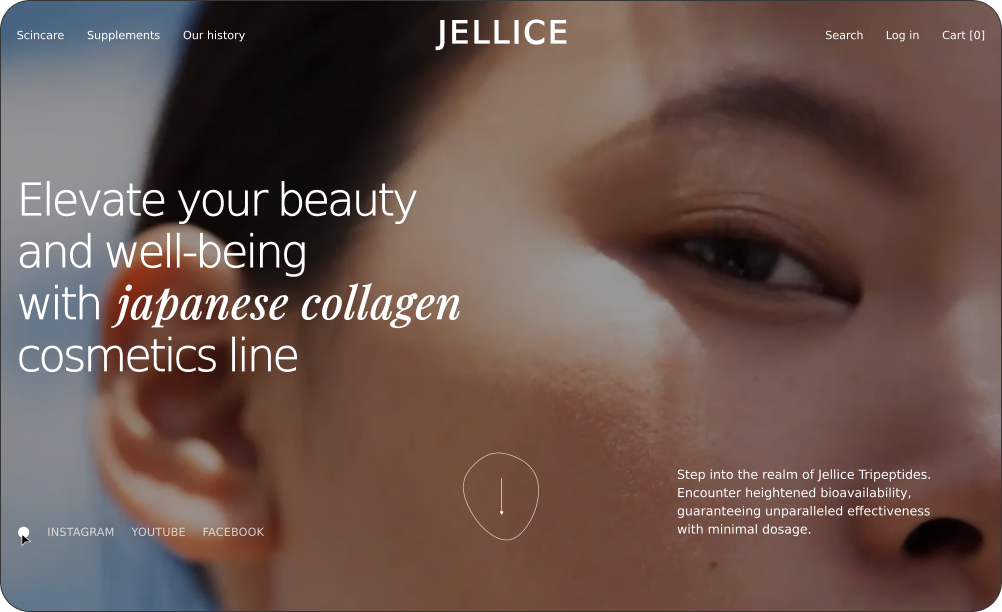 Scincare Supplements Our history JELLICE Search Log in Cart [0]
Elevate your beauty
and well-being
with japanese collagen
cosmetics line
Step into the realm of Jellice Tripeptides.
Encounter heightened bioavailability,
guaranteeing unparalleled effectiveness
with minimal dosage.
INSTAGRAM YOUTUBE FACEBOOK